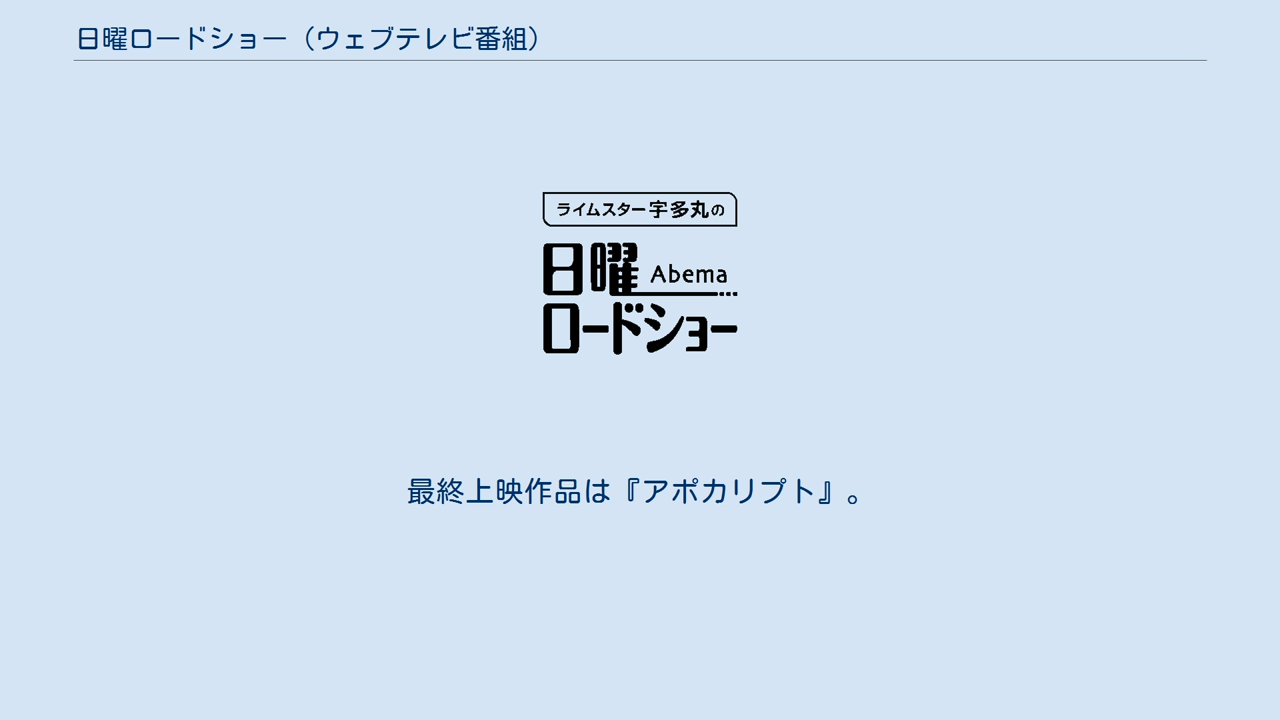 日曜ロードショー（ウェブテレビ番組）
ライムスター宇多丸の
日曜 Abema
ロードショー
最終上映作品は『アポカリプト』。